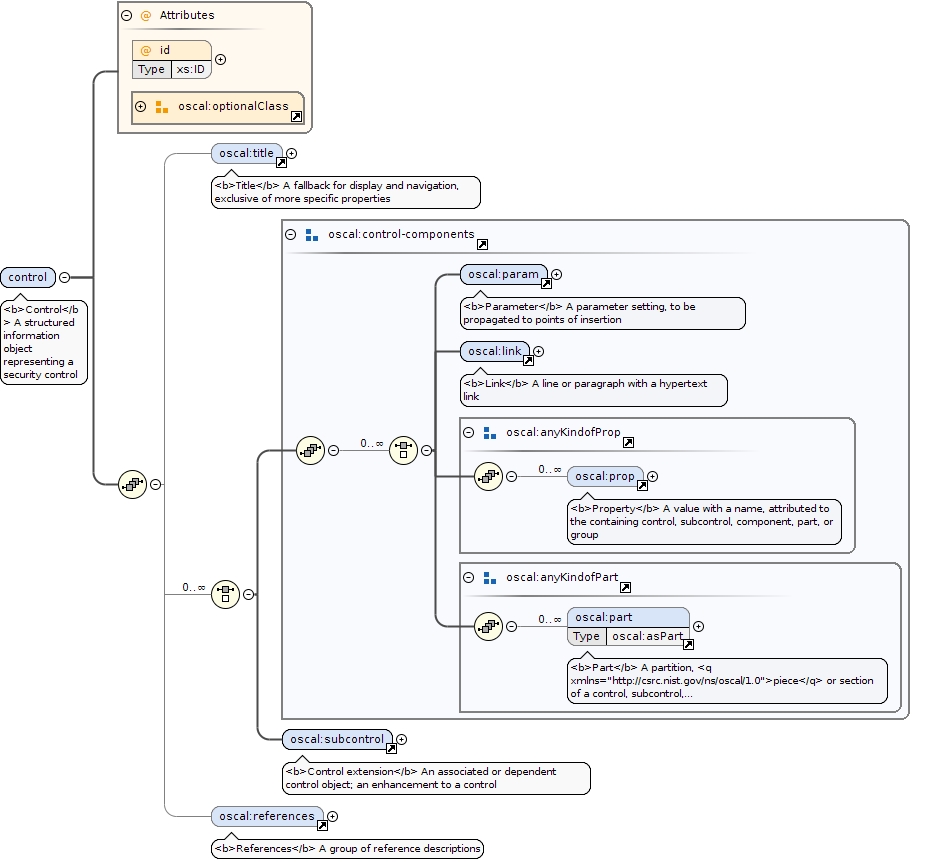 Attributes
@ id
Type xs:ID
oscal:optionalClass
oscal:title
<b>Title</b> A fallback for display and navigation,
exclusive of more specific properties
oscal:control-components
control
<b>Control</b
> A structured
information
object
representing a
security control
oscal:param
<b>Parameter</b> A parameter setting, to be
propagated to points of insertion
oscal:link
<b>Link</b> A line or paragraph with a hypertext
link
0..∞
oscal:anyKindofProp
0..∞
oscal:prop
<b>Property</b> A value with a name, attributed to
the containing control, subcontrol, component, part, or
group
oscal:anyKindofPart
0..∞
0..∞
oscal:part
Type oscal:asPart
<b>Part</b> A partition, <q
xmlns="http://csrc.nist.gov/ns/oscal/1.0">piece</q> or section
of a control, subcontrol,...
oscal:subcontrol
<b>Control extension</b> An associated or dependent
control object; an enhancement to a control
oscal:references
<b>References</b> A group of reference descriptions